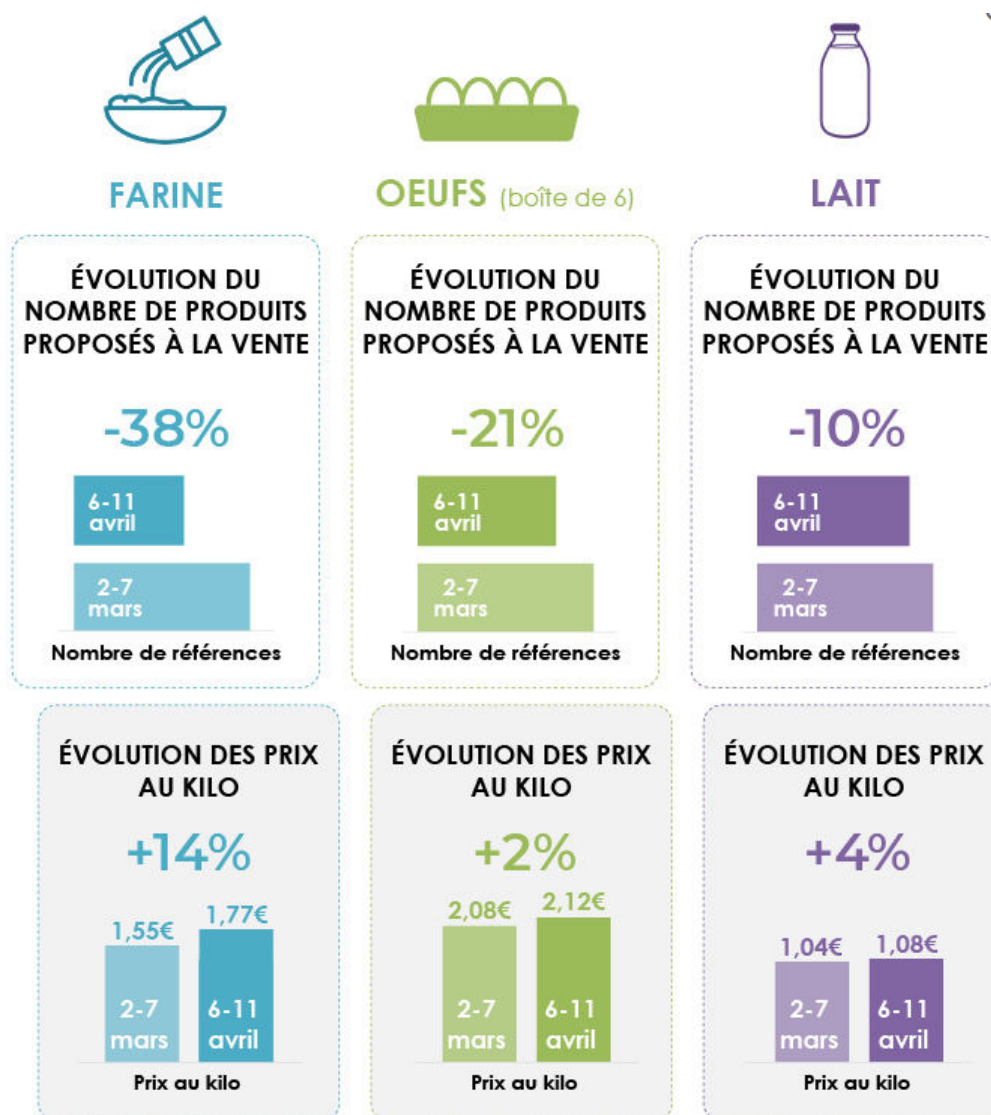 FARINE
ÉVOLUTION DU
NOMBRE DE PRODUITS
PROPOSÉS À LA VENTE
-38%
6-11
avril
2-7
mars
Nombre de références
ÉVOLUTION DES PRIX
AU KILO
+14%
1,55€
1,77€
2-7
mars
6-11
avril
Prix au kilo
OEUFS (boîte de 6)
ÉVOLUTION DU
NOMBRE DE PRODUITS
PROPOSÉS À LA VENTE
-21%
6-11
avril
2-7
mars
Nombre de références
ÉVOLUTION DES PRIX
AU KILO
+2%
2,08€
2,12€
2-7
mars
6-11
avril
Prix au kilo
LAIT
ÉVOLUTION DU
NOMBRE DE PRODUITS
PROPOSÉS À LA VENTE
-10%
6-11
avril
2-7
mars
Nombre de références
ÉVOLUTION DES PRIX
AU KILO
+4%
1,04€
1,08€
2-7
mars
6-11
avril
Prix au kilo